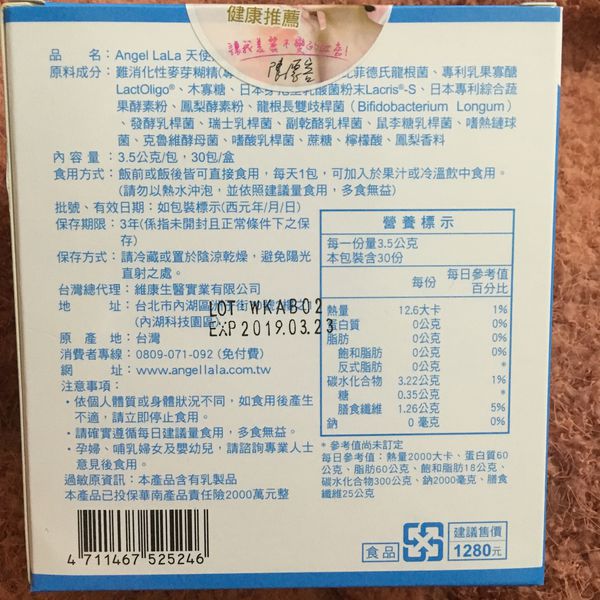 健康推薦
讓我美麗不變的祕密!
品 名：Angel LaLa 天使
原料成分：難消化性麥芽糊精(專
比菲德氏龍根菌、專利乳果寡醣
LactOligo®、木寡糖、日本芽孢型乳酸菌粉末Lacris®-S、日本專利綜合蔬
果酵素粉、鳳梨酵素粉、龍根長雙歧桿菌 (Bifidobacterium Longum)
、發酵乳桿菌、瑞士乳桿菌、副乾酪乳桿菌、鼠李糖乳桿菌、嗜熱鏈球
菌、克魯維酵母菌、嗜酸乳桿菌、蔗糖、檸檬酸、鳳梨香料
內 容 量：3.5公克/包，30包/盒
食用方式：飯前或飯後皆可直接食用，每天1包，可加入於果汁或冷溫飲中食用。
(請勿以熱水沖泡，並依照建議量食用，多食無益)
批號、有效日期：如包裝標示(西元年/月/日)
保存期限：3年(係指未開封且正常條件下之保
存)
保存方式：請冷藏或置於陰涼乾燥，避免陽光
直射之處。
台灣總代理：維康生醫實業有限公司
地 址：台北市內湖區
(內湖科技園區)
LOT WKAB02
EXP 2019.03.23
原 產 地：台灣
消費者專線：0809-071-092 (免付費)
網 址：www.angellala.com.tw
注意事項：
・依個人體質或身體狀況不同，如食用後產生
不適，請立即停止食用。
・請確實遵循每日建議量食用，多食無益。
・孕婦、哺乳婦女及嬰幼兒，請諮詢專業人士
意見後食用。
過敏原資訊：本產品含有乳製品
本產品已投保華南產品責任險2000萬元整
4 711467 525246
營養標示
每一份量3.5公克
本包裝含30份
每份 每日參考值百分比
熱量 12.6大卡 1%
蛋白質 0公克 0%
脂肪 0公克 0%
飽和脂肪 0公克 0%
反式脂肪 0公克 *
碳水化合物 3.22公克 1%
糖 0.35公克 *
膳食纖維 1.26公克 5%
鈉 0 毫克 0%
* 參考值尚未訂定
每日參考值：熱量2000大卡、蛋白質60
公克、脂肪60公克、飽和脂肪18公克、
碳水化合物300公克、鈉2000毫克、膳食
纖維25公克
食品
建議售價
1280元